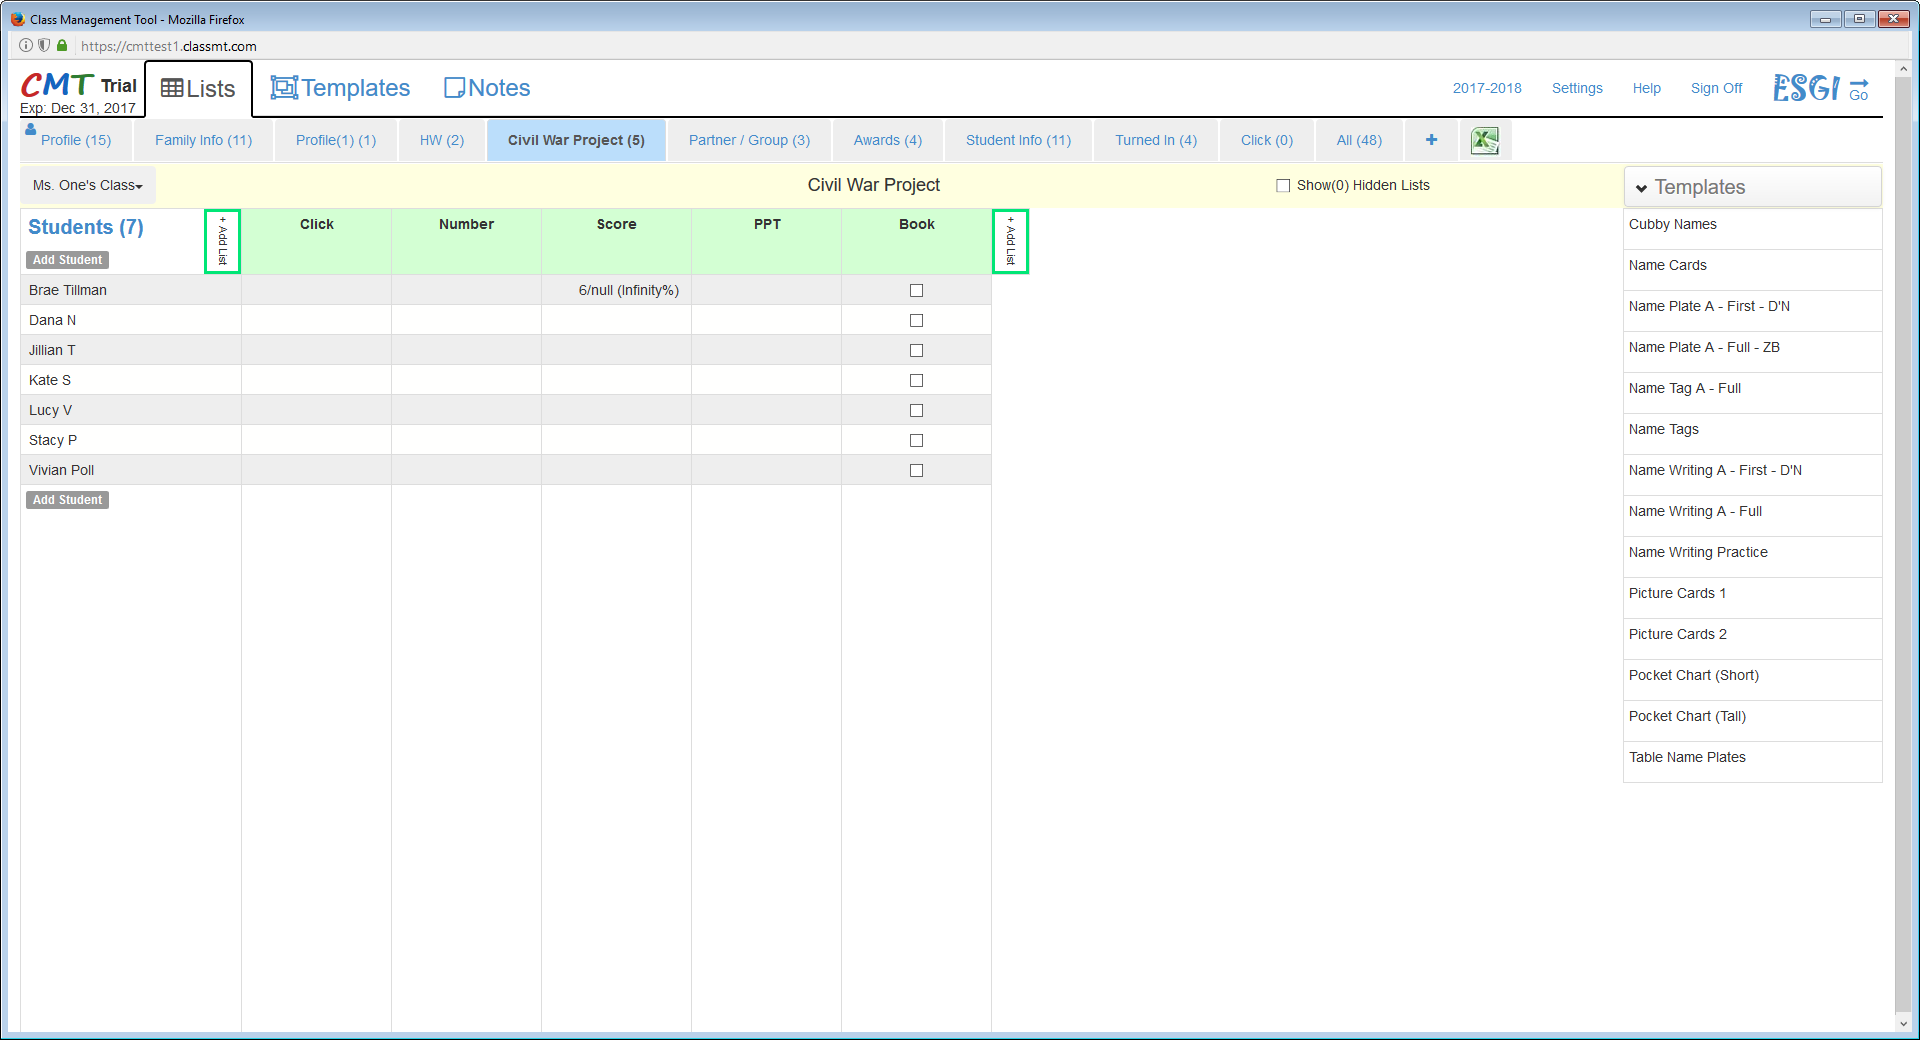 Class Management Tool - Mozilla Firefox
https://cmttest1.classmt.com
CMT Trial
Exp: Dec 31, 2017
Lists
Templates
Notes
2017-2018
Settings
Help
Sign Off
ESGI
Go
Profile (15)
Family Info (11)
Profile(1) (1)
HW (2)
Civil War Project (5)
Partner / Group (3)
Awards (4)
Student Info (11)
Turned In (4)
Click (0)
All (48)
+
Ms. One's Class
Civil War Project
Show(0) Hidden Lists
Templates
Students (7)
Add Student
+ Add List
Click
Number
Score
PPT
Book
+ Add List
Brae Tillman
6/null (Infinity%)
Dana N
Jillian T
Kate S
Lucy V
Stacy P
Vivian Poll
Add Student
Cubby Names
Name Cards
Name Plate A - First - D'N
Name Plate A - Full - ZB
Name Tag A - Full
Name Tags
Name Writing A - First - D'N
Name Writing A - Full
Name Writing Practice
Picture Cards 1
Picture Cards 2
Pocket Chart (Short)
Pocket Chart (Tall)
Table Name Plates